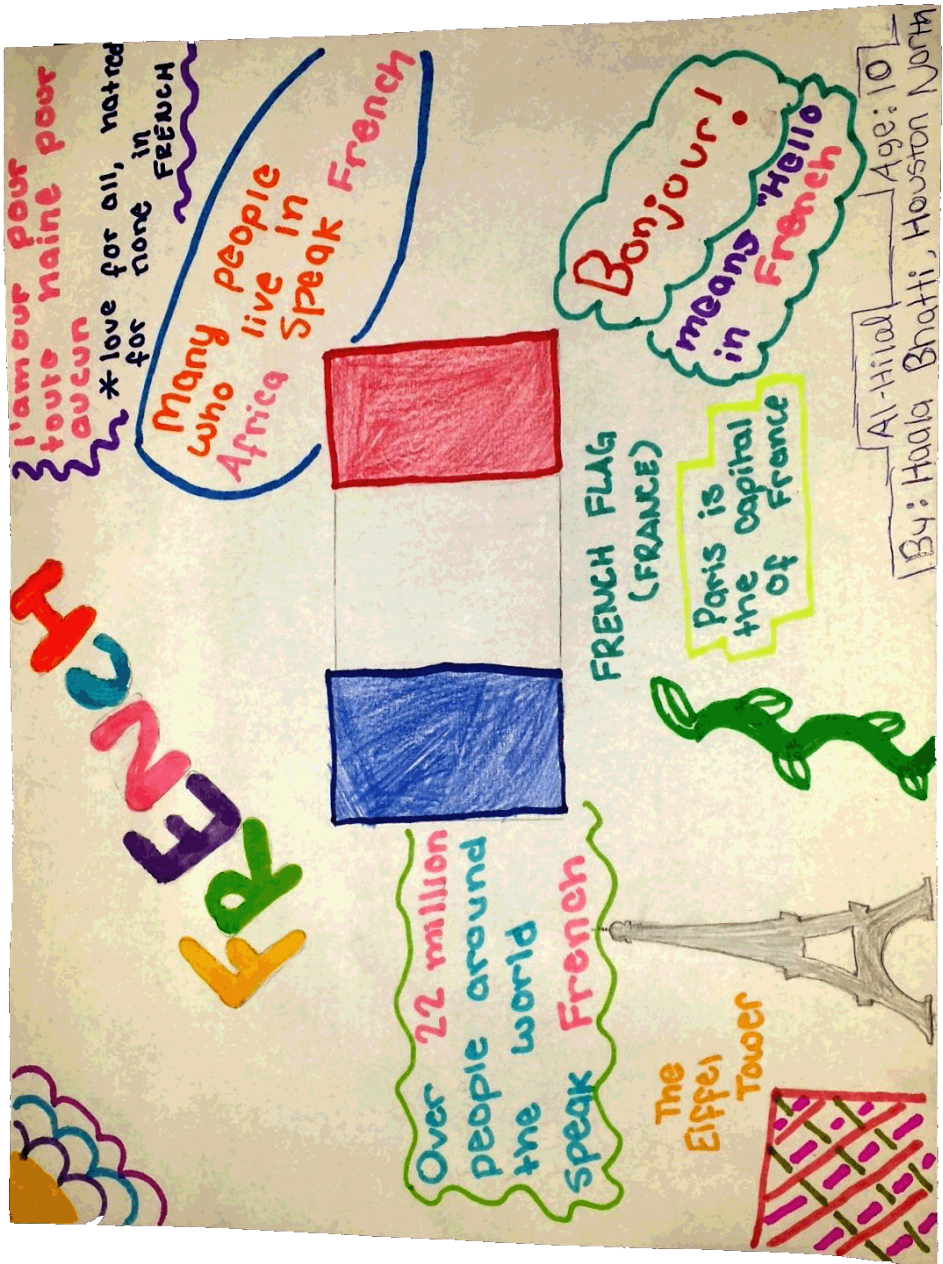 FRENCH
l'amour pour
toute haine pour
aucun
* love for all, hatred
for none in
FRENCH
Many people
who live in
Africa Speak
French
Over 22 million
people around
the world
speak French
FRENCH FLAG
(FRANCE)
Bonjour!
means "Hello
in French
Paris is
the capital
of France
The
Eiffel
Tower
Al-Hilal Age: 10
By: Haala Bhatti, Houston North